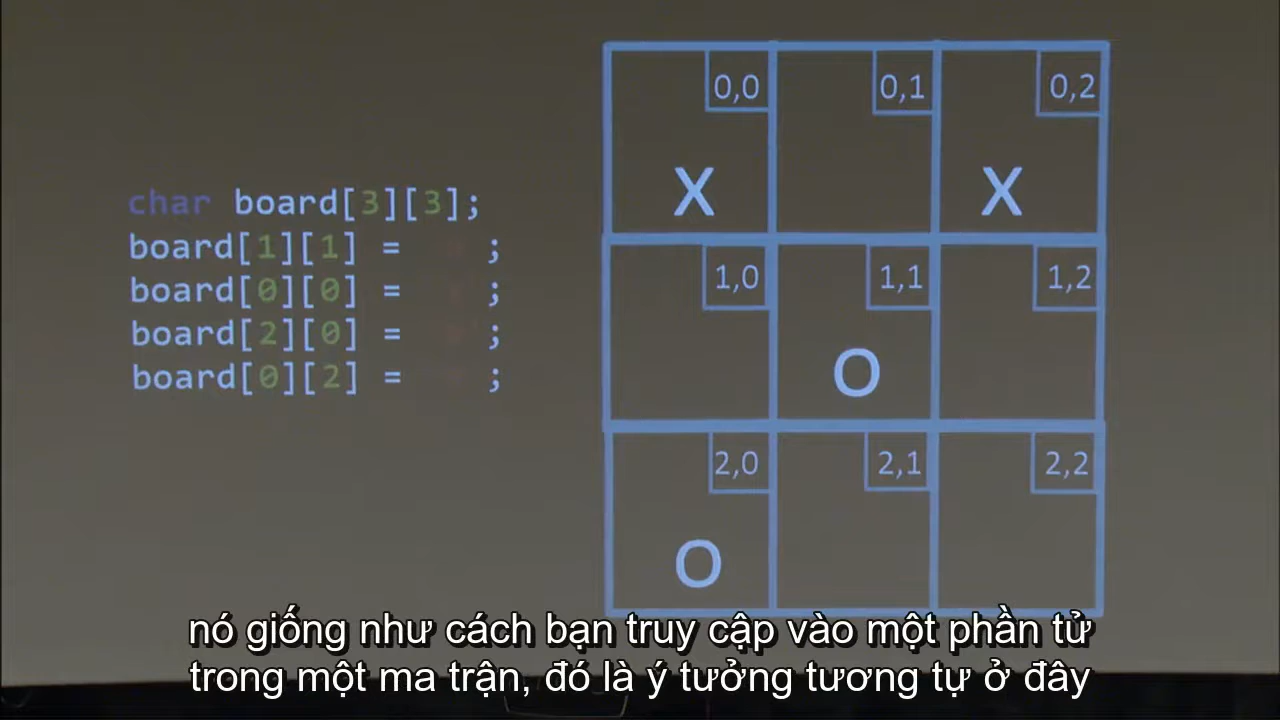 char board[3][3];
board[1][1] = ;
board[0][0] = ;
board[2][0] = ;
board[0][2] = ;
0,0 0,1 0,2
X X
1,0 1,1 1,2
O
2,0 2,1 2,2
O
nó giống như cách bạn truy cập vào một phần tử
trong một ma trận, đó là ý tưởng tương tự ở đây